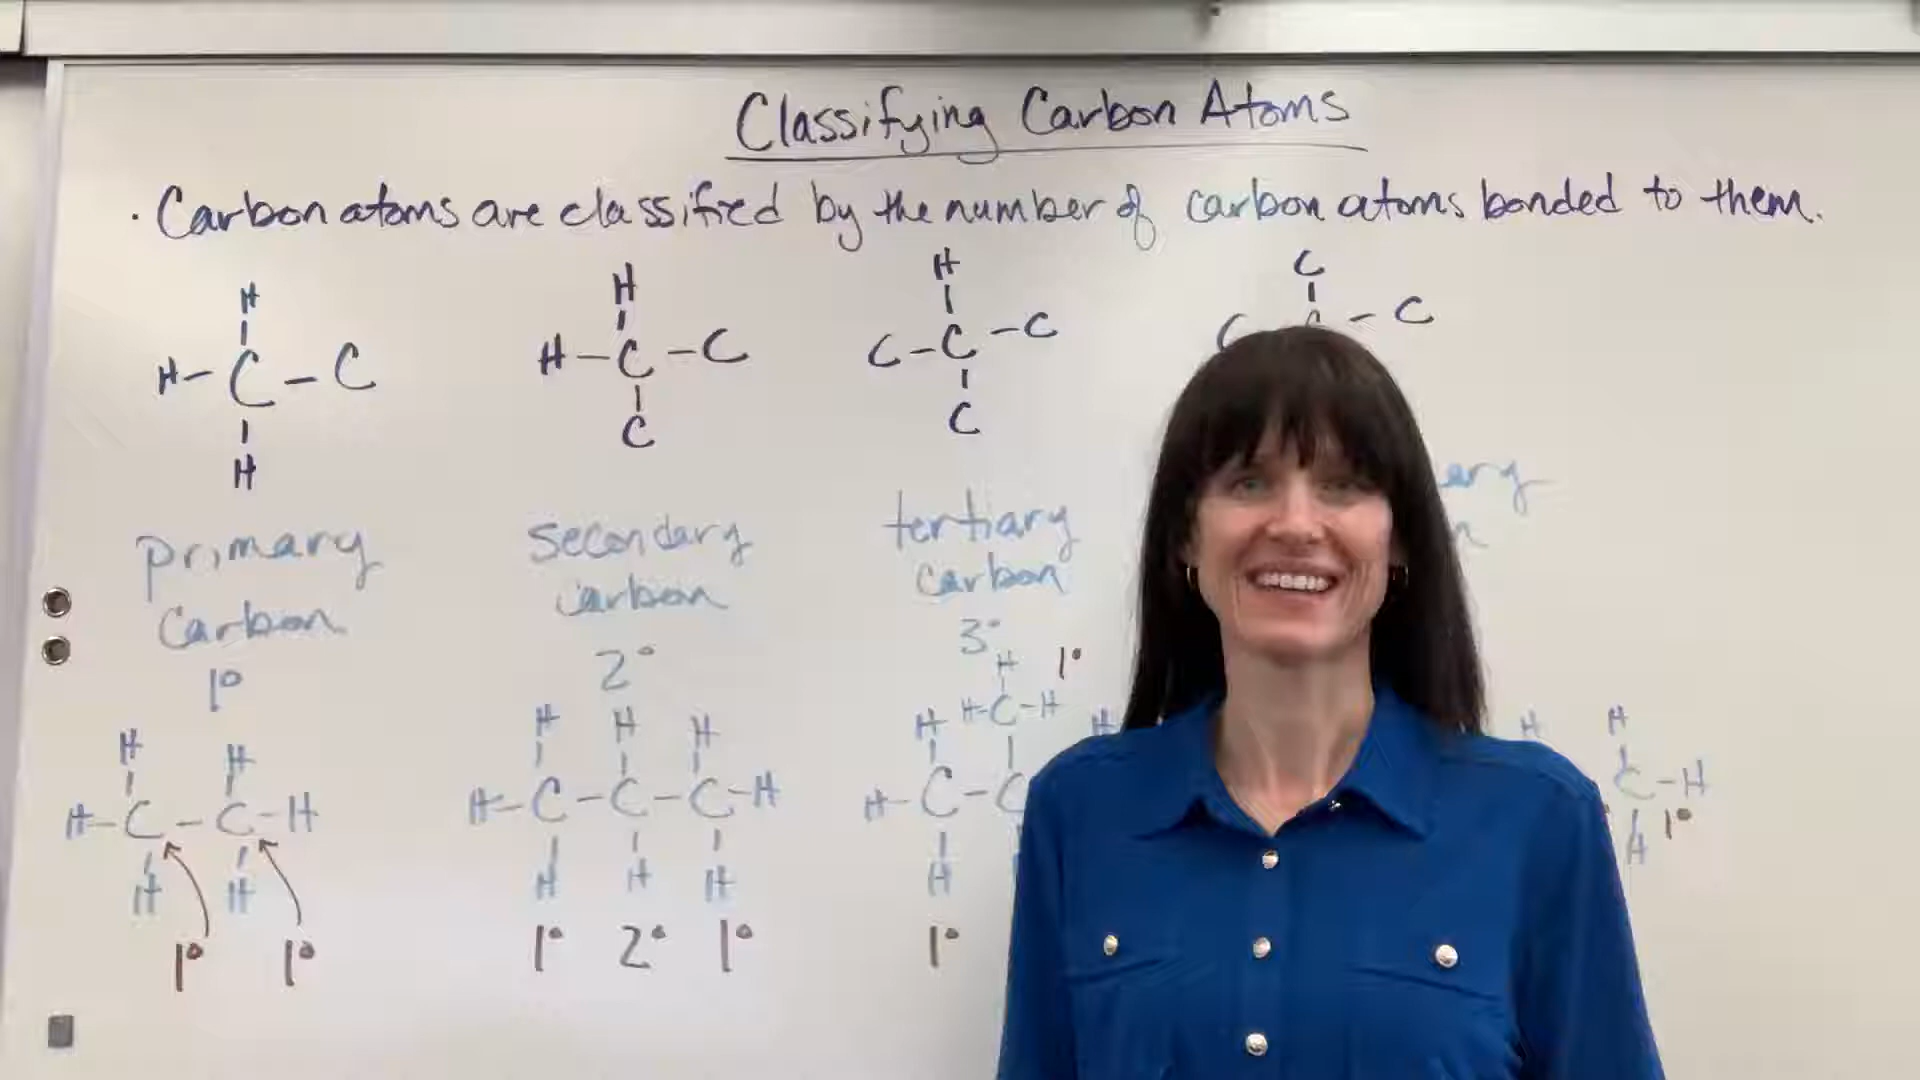 Classifying Carbon Atoms
· Carbon atoms are classified by the number of carbon atoms bonded to them.
H H H C
H-C-C H-C-C C-C-C C-C
H C C
primary secondary tertiary
carbon carbon carbon
1° 2° 3°
H 1°
H H H H H H H-C-H H H H
H-C-C-H H-C-C-C-H H-C-C C-H
H H H H H H H 1°
1° 1° 1° 2° 1° 1°